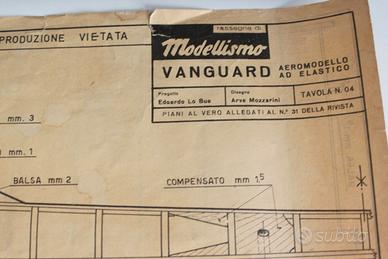 rassegna di
Modellismo
PRODUZIONE VIETATA
VANGUARD AEROMODELLO AD ELASTICO
Progetto Disegno
Edoardo Lo Bue Arve Mozzarini TAVOLA N. 04
PIANI AL VERO ALLEGATI AL N.° 31 DELLA RIVISTA
mm. 3
mm. 1
BALSA mm 2
COMPENSATO mm 1,5
subito